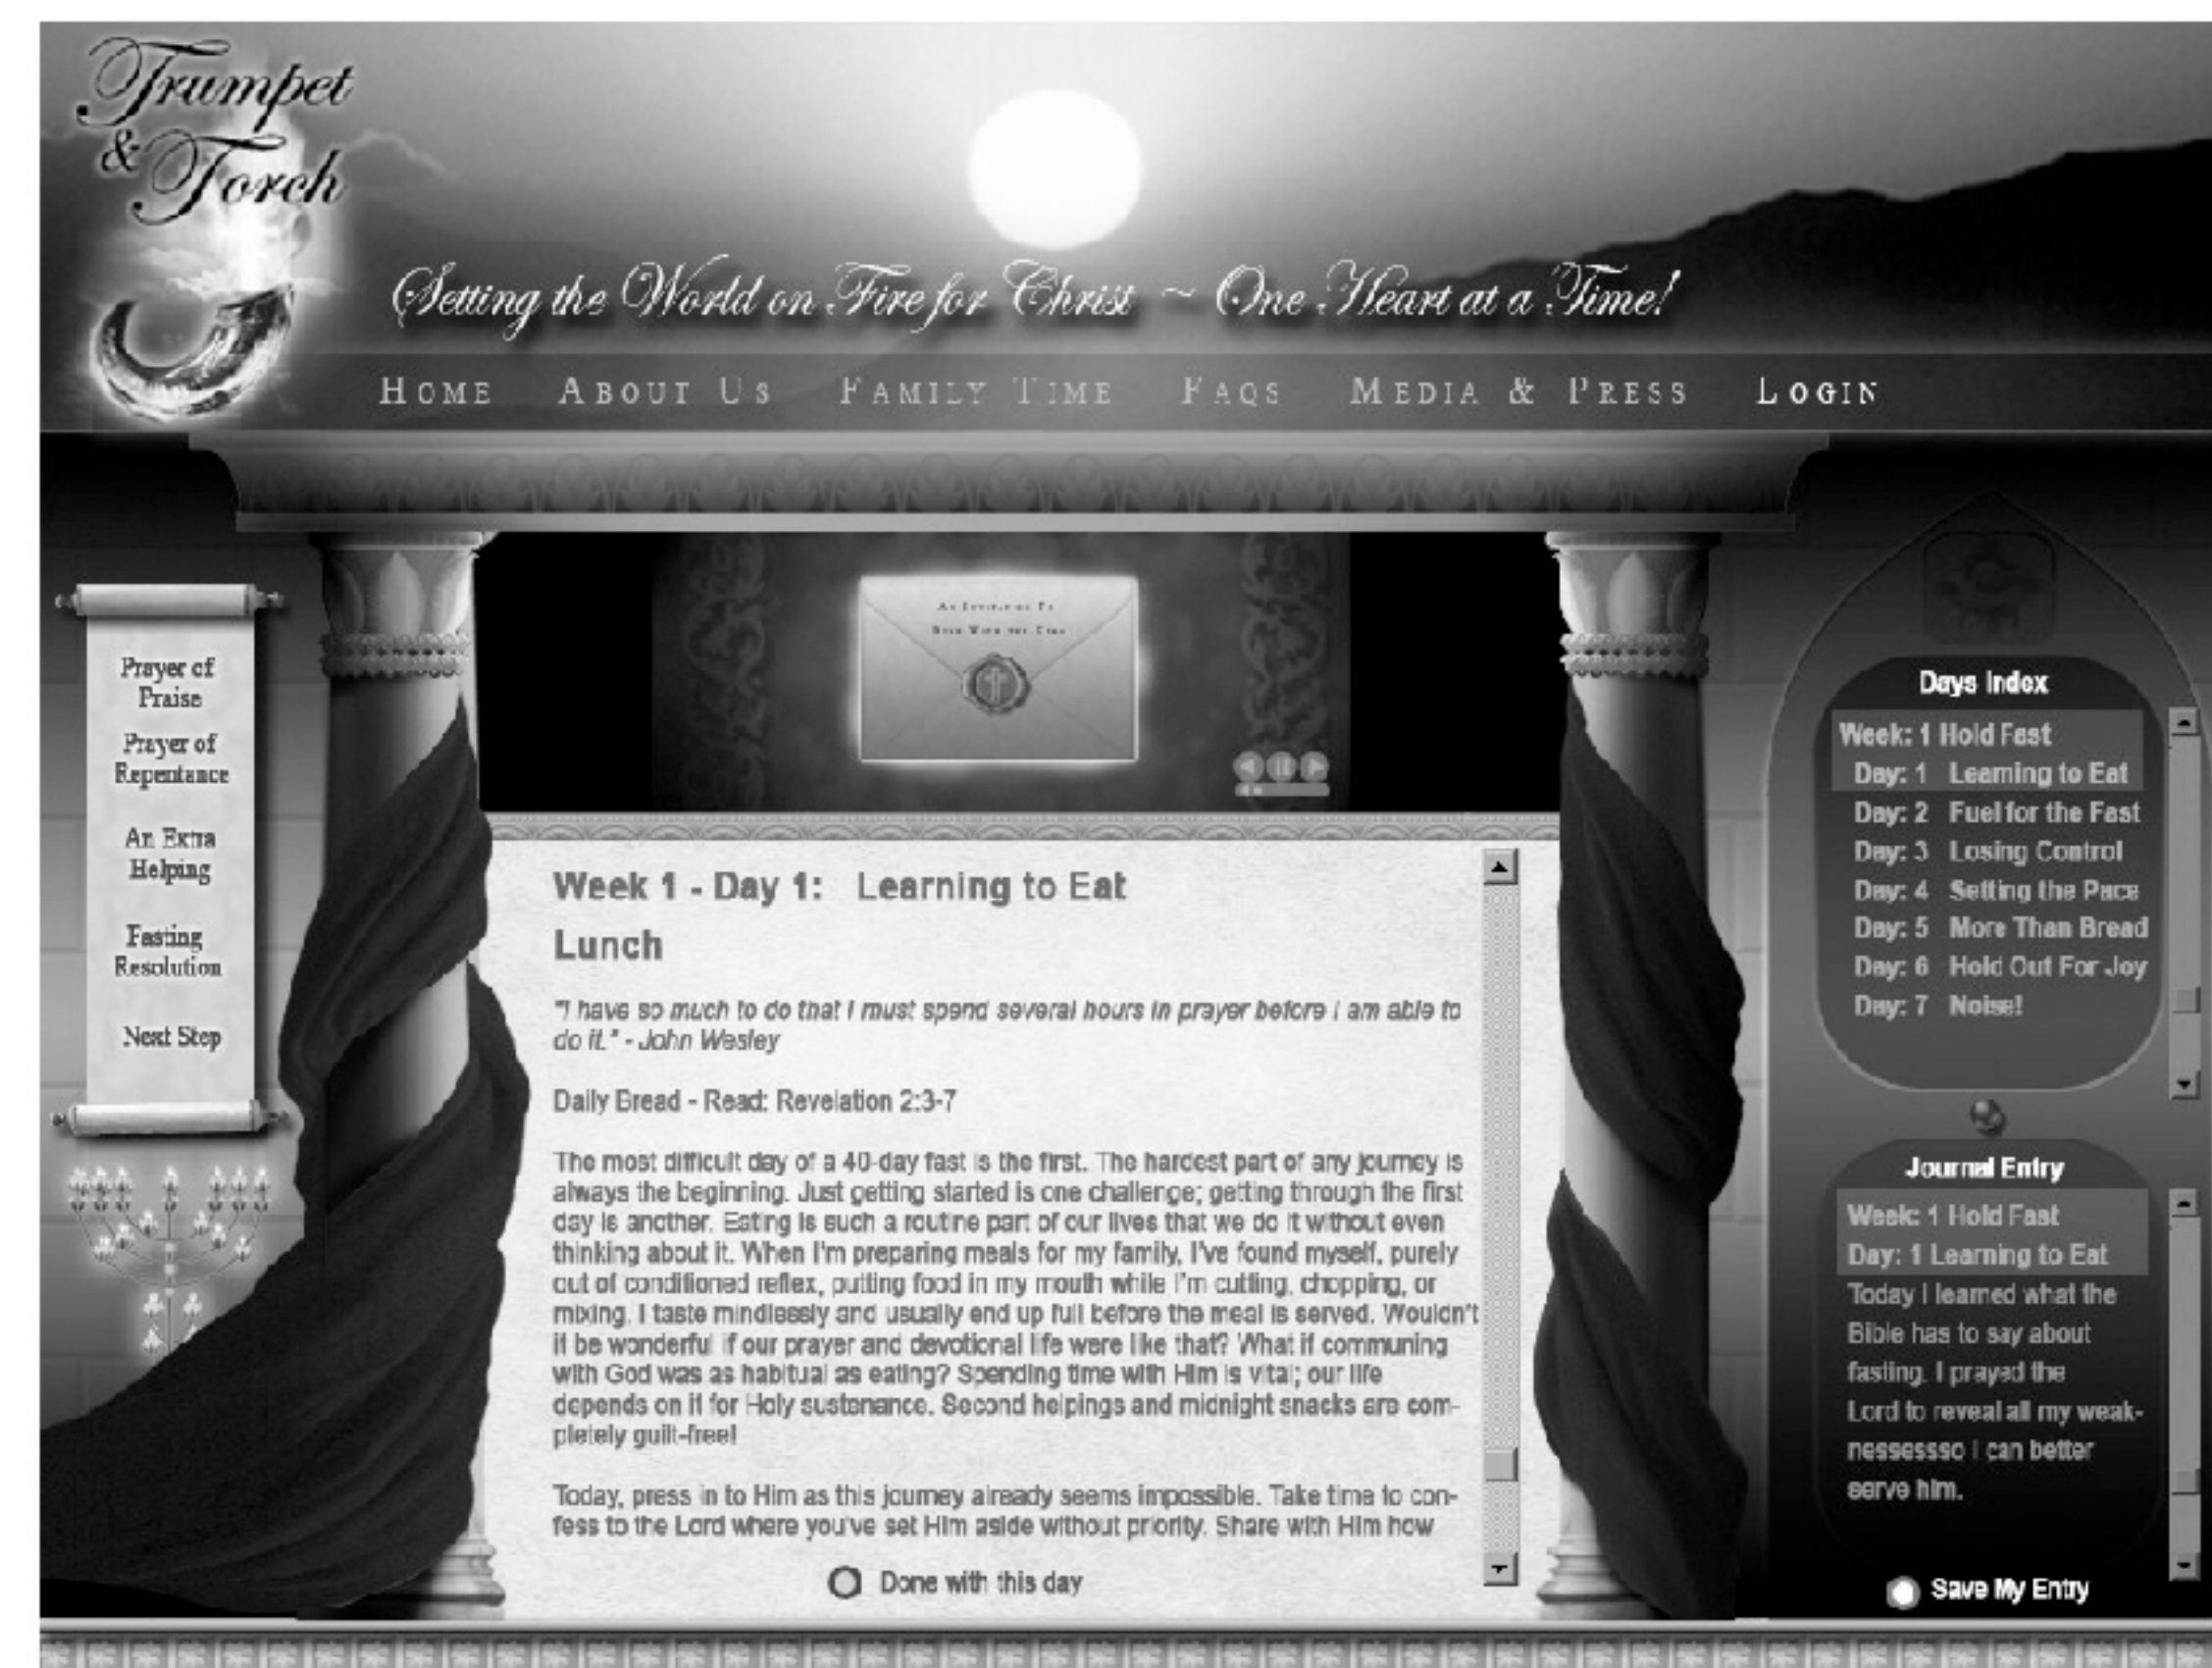 Trumpet
& Torch
Setting the World on Fire for Christ ~ One Heart at a Time!
HOME ABOUT US FAMILY TIME FAQS MEDIA & PRESS LOGIN
Prayer of
Praise
Prayer of
Repentance
An Extra
Helping
Fasting
Resolution
Next Step
Week 1 - Day 1: Learning to Eat
Lunch
"I have so much to do that I must spend several hours in prayer before I am able to
do it." - John Wesley
Daily Bread - Read: Revelation 2:3-7
The most difficult day of a 40-day fast is the first. The hardest part of any journey is
always the beginning. Just getting started is one challenge; getting through the first
day is another. Eating is such a routine part of our lives that we do it without even
thinking about it. When I'm preparing meals for my family, I've found myself, purely
out of conditioned reflex, putting food in my mouth while I'm cutting, chopping, or
mixing. I taste mindlessly and usually end up full before the meal is served. Wouldn't
it be wonderful if our prayer and devotional life were like that? What if communing
with God was as habitual as eating? Spending time with Him is vital; our life
depends on it for Holy sustenance. Second helpings and midnight snacks are com-
pletely guilt-free!
Today, press in to Him as this journey already seems impossible. Take time to con-
fess to the Lord where you've set Him aside without priority. Share with Him how
Done with this day
Days Index
Week: 1 Hold Fast
Day: 1 Learning to Eat
Day: 2 Fuel for the Fast
Day: 3 Losing Control
Day: 4 Setting the Pace
Day: 5 More Than Bread
Day: 6 Hold Out For Joy
Day: 7 Noise!
Journal Entry
Week: 1 Hold Fast
Day: 1 Learning to Eat
Today I learned what the
Bible has to say about
fasting. I prayed the
Lord to reveal all my weak-
nessessso I can better
serve him.
Save My Entry